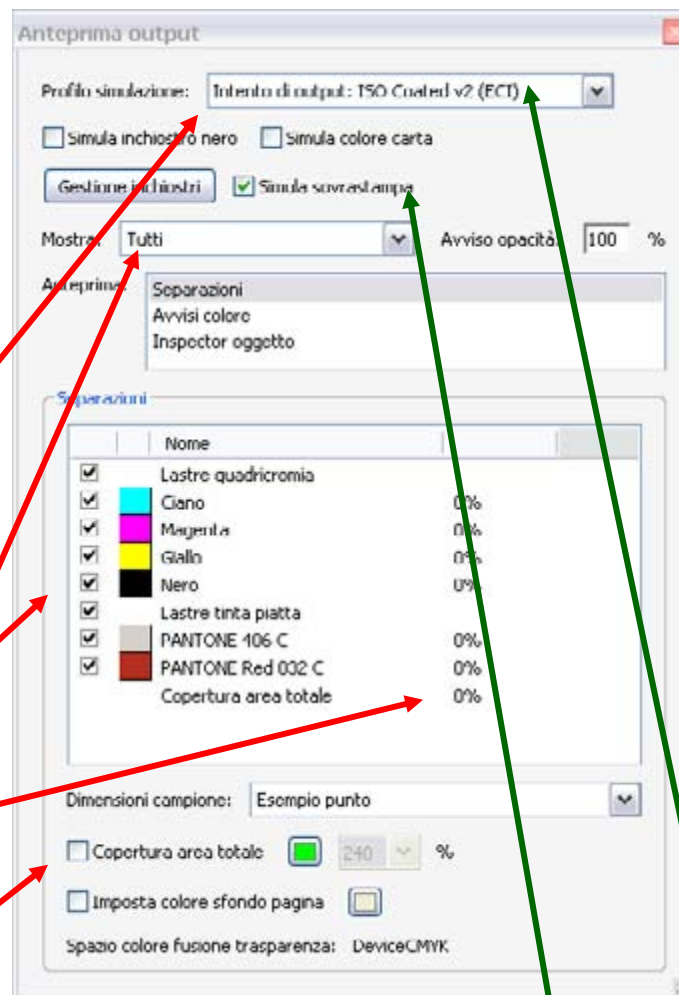 Anteprima output
Profilo simulazione: Intento di output: ISO Coated v2 (ECI)
Simula inchiostro nero Simula colore carta
Gestione inchiostri Simula sovrastampa
Mostra: Tutti Avviso opacità: 100 %
Anteprima: Separazioni
Avvisi colore
Inspector oggetto
Separazioni
Nome
Lastre quadricromia
Ciano 0%
Magenta 0%
Giallo 0%
Nero 0%
Lastre tinta piatta
PANTONE 406 C 0%
PANTONE Red 032 C 0%
Copertura area totale 0%
Dimensioni campione: Esempio punto
Copertura area totale 240 %
Imposta colore sfondo pagina
Spazio colore fusione trasparenza: DeviceCMYK